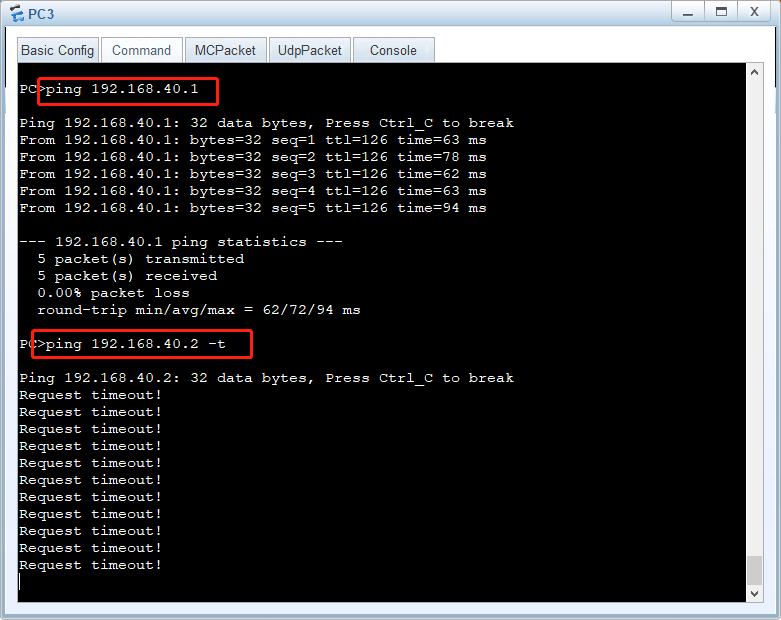 PC3
Basic Config Command MCPacket UdpPacket Console
PC>ping 192.168.40.1
Ping 192.168.40.1: 32 data bytes, Press Ctrl_C to break
From 192.168.40.1: bytes=32 seq=1 ttl=126 time=63 ms
From 192.168.40.1: bytes=32 seq=2 ttl=126 time=78 ms
From 192.168.40.1: bytes=32 seq=3 ttl=126 time=62 ms
From 192.168.40.1: bytes=32 seq=4 ttl=126 time=63 ms
From 192.168.40.1: bytes=32 seq=5 ttl=126 time=94 ms
--- 192.168.40.1 ping statistics ---
5 packet(s) transmitted
5 packet(s) received
0.00% packet loss
round-trip min/avg/max = 62/72/94 ms
PC>ping 192.168.40.2 -t
Ping 192.168.40.2: 32 data bytes, Press Ctrl_C to break
Request timeout!
Request timeout!
Request timeout!
Request timeout!
Request timeout!
Request timeout!
Request timeout!
Request timeout!
Request timeout!
Request timeout!
Request timeout!